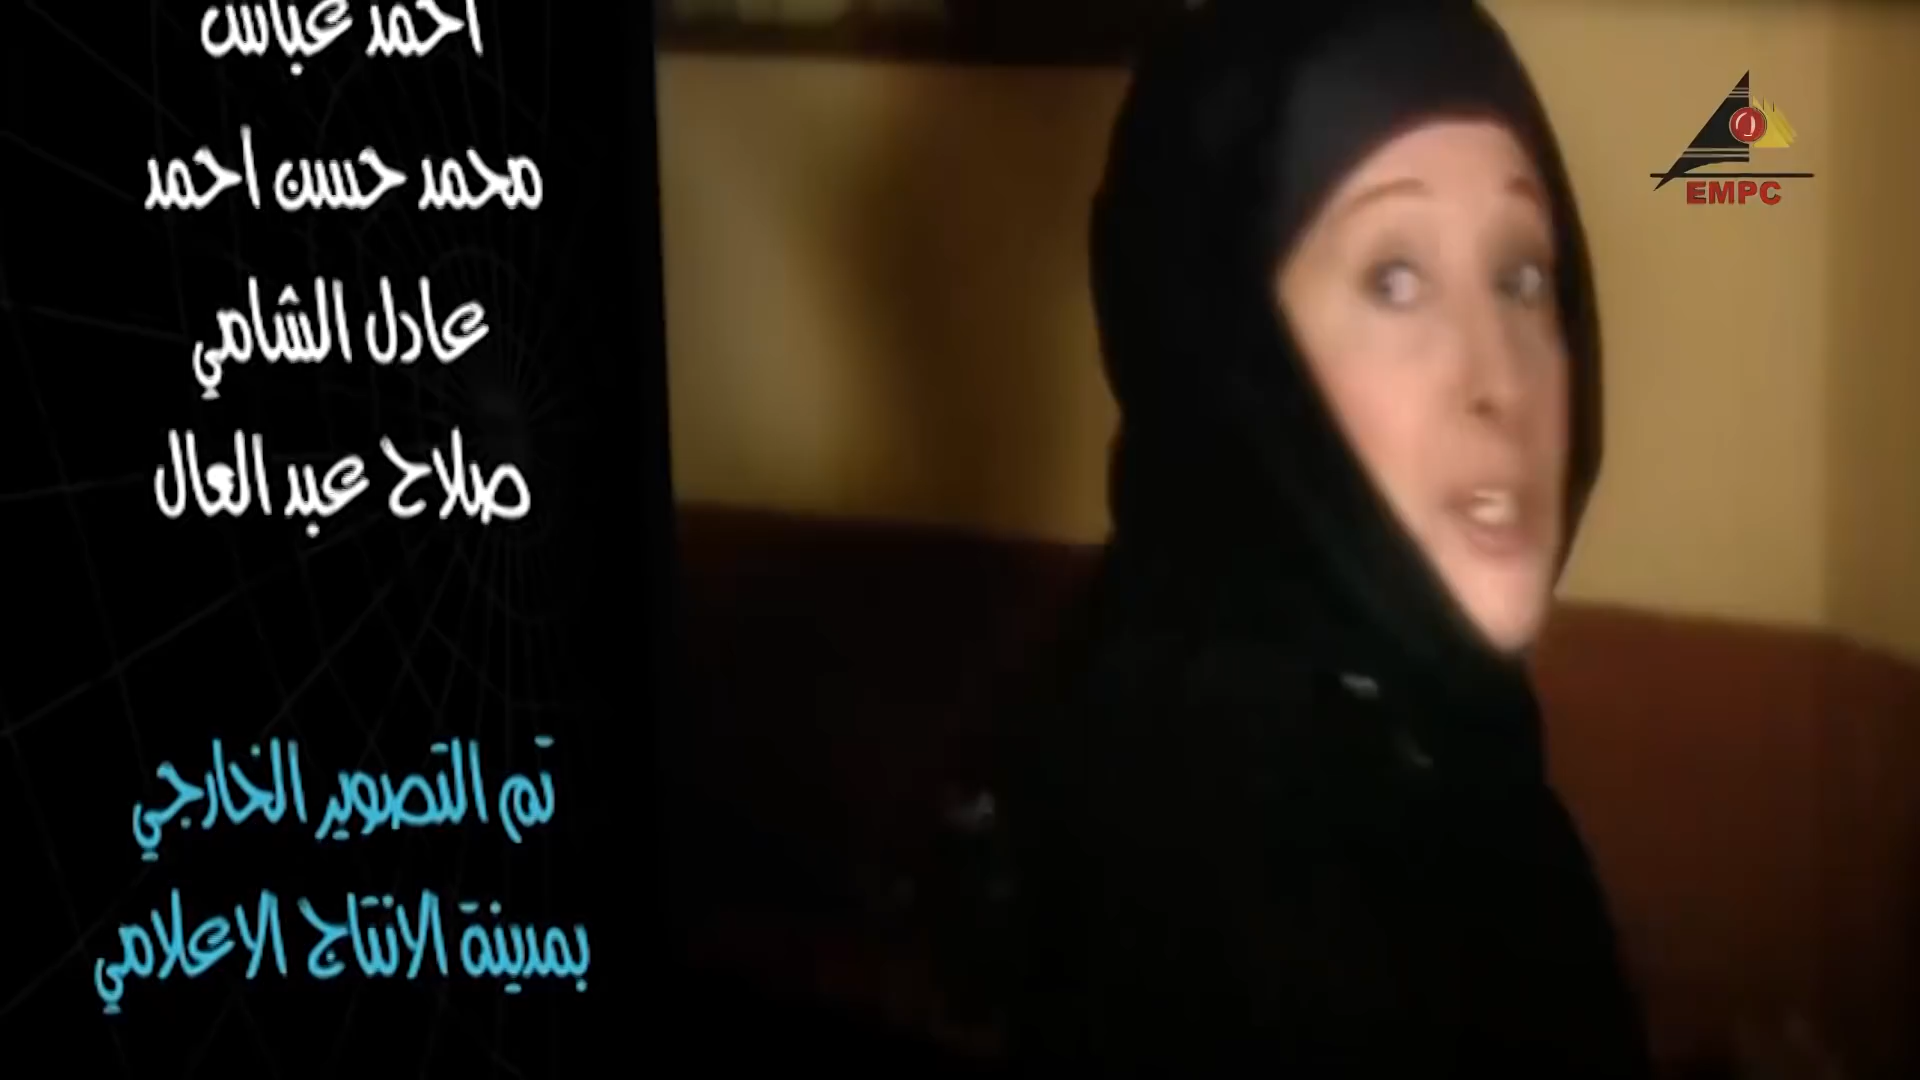 احمد عباس
محمد حسن احمد
عادل الشامي
صلاح عبد العال
تم التصوير الخارجي
بمدينة الانتاج الاعلامي
EMPC